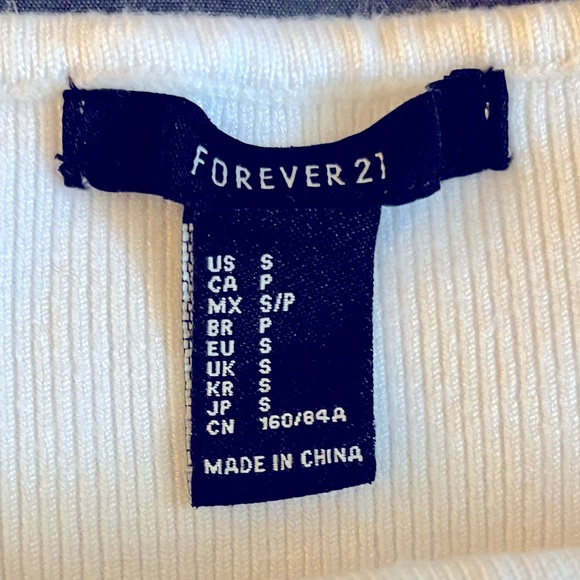 FOREVER 21
US S
CA P
MX S/P
BR P
EU S
UK S
KR S
JP S
CN 160/84A
MADE IN CHINA